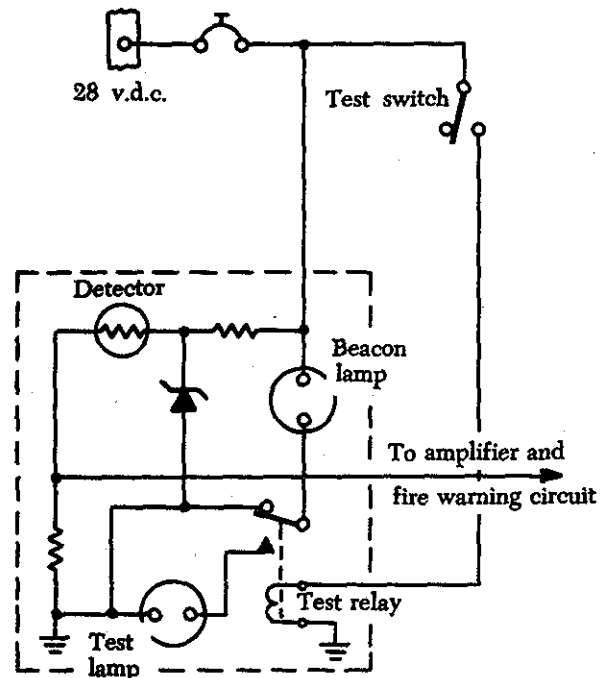 28 v.d.c.
Test switch
Detector
Beacon
lamp
To amplifier and
fire warning circuit
Test relay
Test
lamp